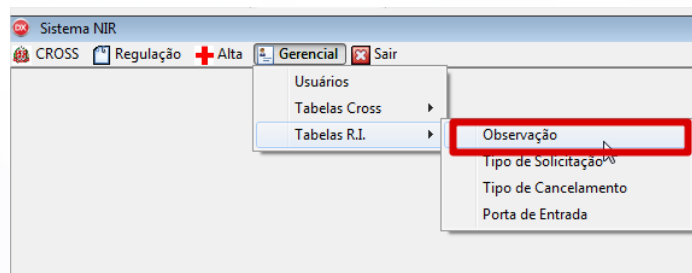 Sistema NIR
CROSS Regulação Alta Gerencial Sair
Usuários
Tabelas Cross
Tabelas R.I.
Observação
Tipo de Solicitação
Tipo de Cancelamento
Porta de Entrada